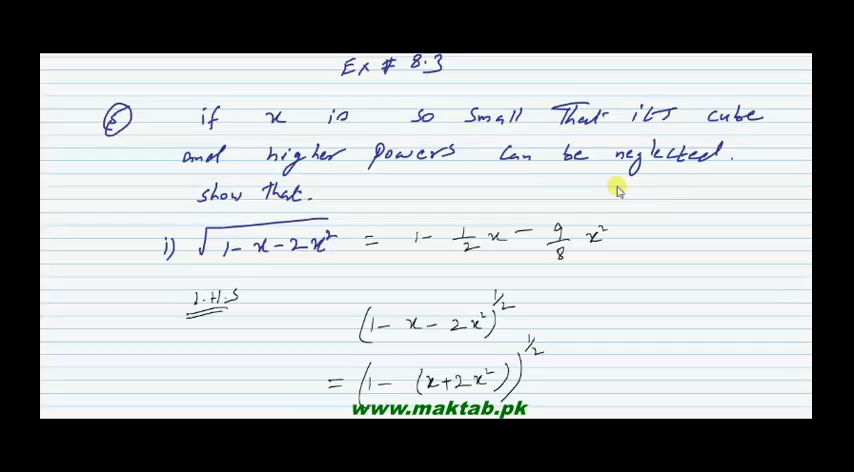 Ex # 8.3
Q5 if x is so small That its cube
and higher powers can be neglected.
show that.
i) √(1 - x - 2x²) = 1 - 1/2 x - 9/8 x²
L.H.S
(1 - x - 2x²)^1/2
= (1 - (x + 2x²))^1/2
www.maktab.pk